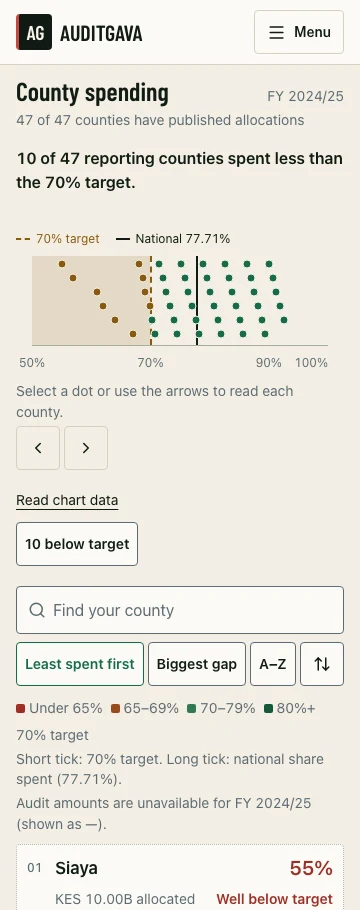 AG AUDITGAVA
Menu
County spending
FY 2024/25
47 of 47 counties have published allocations
10 of 47 reporting counties spent less than
the 70% target.
70% target
National 77.71%
50% 70% 90% 100%
Select a dot or use the arrows to read each
county.
Read chart data
10 below target
Find your county
Least spent first
Biggest gap
A–Z
Under 65% 65–69% 70–79% 80%+
70% target
Short tick: 70% target. Long tick: national share
spent (77.71%).
Audit amounts are unavailable for FY 2024/25
(shown as —).
01 Siaya 55%
KES 10.00B allocated Well below target